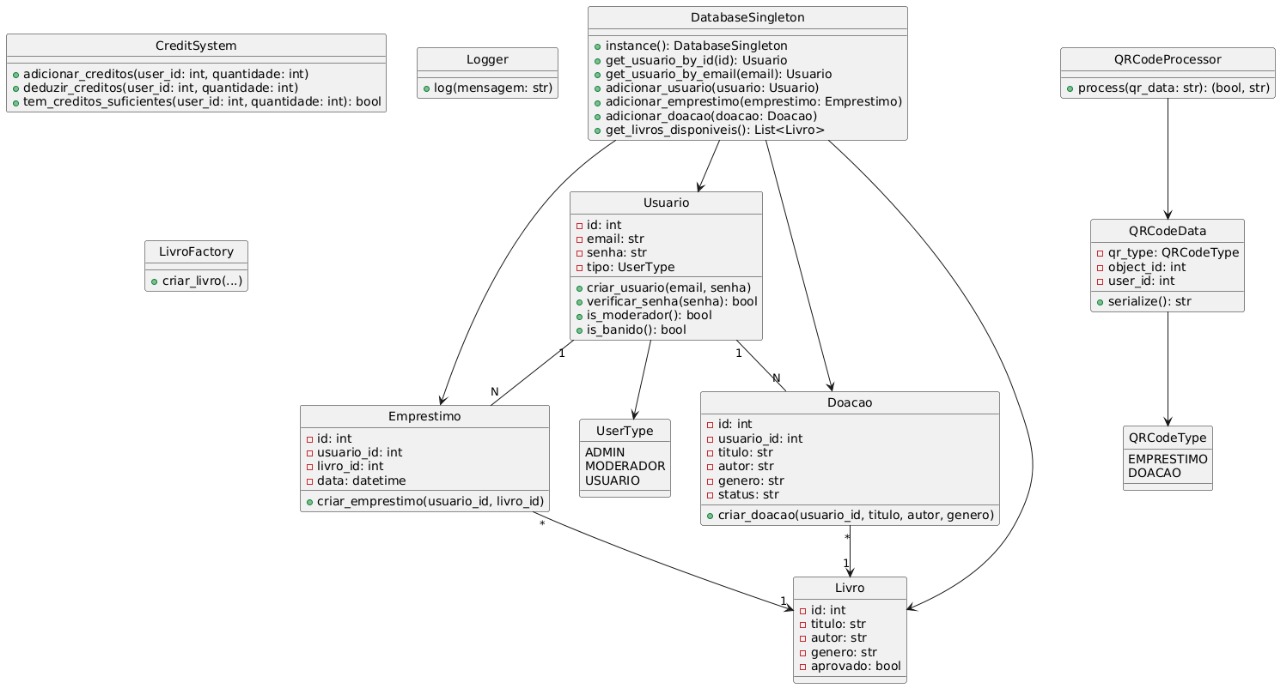 CreditSystem
adicionar_creditos(user_id: int, quantidade: int)
deduzir_creditos(user_id: int, quantidade: int)
tem_creditos_suficientes(user_id: int, quantidade: int): bool
Logger
log(mensagem: str)
DatabaseSingleton
instance(): DatabaseSingleton
get_usuario_by_id(id): Usuario
get_usuario_by_email(email): Usuario
adicionar_usuario(usuario: Usuario)
adicionar_emprestimo(emprestimo: Emprestimo)
adicionar_doacao(doacao: Doacao)
get_livros_disponiveis(): List<Livro>
QRCodeProcessor
process(qr_data: str): (bool, str)
LivroFactory
criar_livro(...)
Usuario
id: int
email: str
senha: str
tipo: UserType
criar_usuario(email, senha)
verificar_senha(senha): bool
is_moderador(): bool
is_banido(): bool
QRCodeData
qr_type: QRCodeType
object_id: int
user_id: int
serialize(): str
1
1
N
N
Emprestimo
id: int
usuario_id: int
livro_id: int
data: datetime
criar_emprestimo(usuario_id, livro_id)
UserType
ADMIN
MODERADOR
USUARIO
Doacao
id: int
usuario_id: int
titulo: str
autor: str
genero: str
status: str
criar_doacao(usuario_id, titulo, autor, genero)
QRCodeType
EMPRESTIMO
DOACAO
*
*
1
1
Livro
id: int
titulo: str
autor: str
genero: str
aprovado: bool